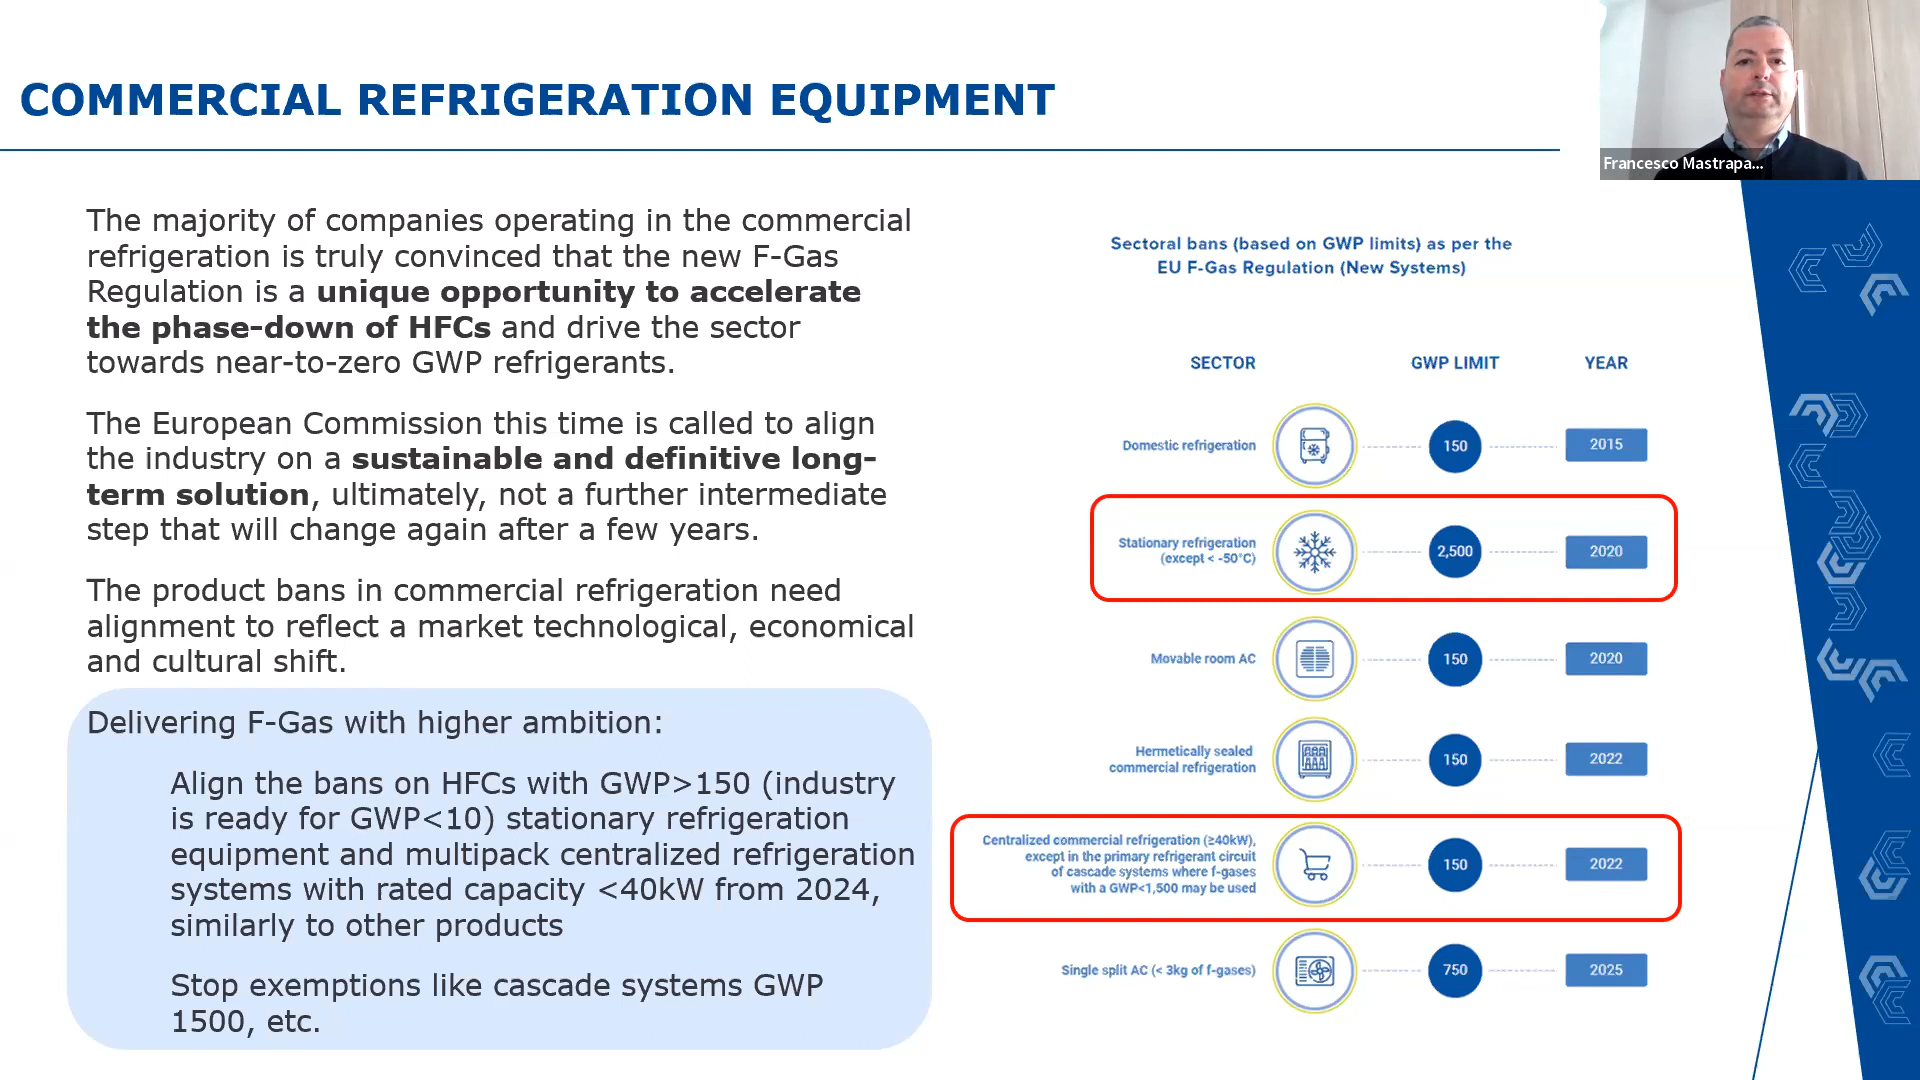 COMMERCIAL REFRIGERATION EQUIPMENT
Francesco Mastrapa...
The majority of companies operating in the commercial
refrigeration is truly convinced that the new F-Gas
Regulation is a unique opportunity to accelerate
the phase-down of HFCs and drive the sector
towards near-to-zero GWP refrigerants.
The European Commission this time is called to align
the industry on a sustainable and definitive long-
term solution, ultimately, not a further intermediate
step that will change again after a few years.
The product bans in commercial refrigeration need
alignment to reflect a market technological, economical
and cultural shift.
Delivering F-Gas with higher ambition:
Align the bans on HFCs with GWP>150 (industry
is ready for GWP<10) stationary refrigeration
equipment and multipack centralized refrigeration
systems with rated capacity <40kW from 2024,
similarly to other products
Stop exemptions like cascade systems GWP
1500, etc.
Sectoral bans (based on GWP limits) as per the
EU F-Gas Regulation (New Systems)
SECTOR GWP LIMIT YEAR
Domestic refrigeration 150 2015
Stationary refrigeration
(except < -50°C) 2,500 2020
Movable room AC 150 2020
Hermetically sealed
commercial refrigeration 150 2022
Centralized commercial refrigeration (≥40kW),
except in the primary refrigerant circuit
of cascade systems where f-gases
with a GWP<1,500 may be used 150 2022
Single split AC (< 3kg of f-gases) 750 2025